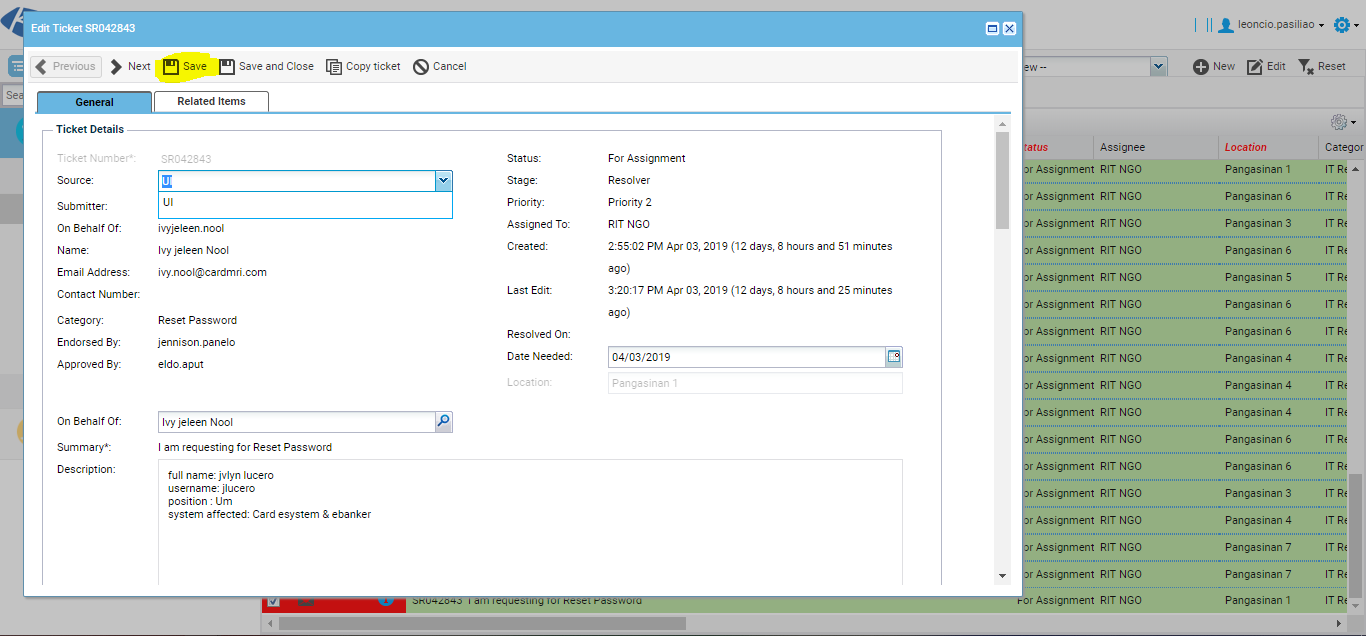 Edit Ticket SR042843
leoncio.pasiliao
Previous Next Save Save and Close Copy ticket Cancel
New Edit Reset
General Related Items
Ticket Details
Ticket Number*: SR042843
Source: UI
UI
Submitter:
On Behalf Of: ivyjeleen.nool
Name: Ivy jeleen Nool
Email Address: ivy.nool@cardmri.com
Contact Number:
Category: Reset Password
Endorsed By: jennison.panelo
Approved By: eldo.aput
On Behalf Of: Ivy jeleen Nool
Summary*: I am requesting for Reset Password
Description:
full name: jvlyn lucero
username: jlucero
position : Um
system affected: Card esystem & ebanker
Status: For Assignment
Stage: Resolver
Priority: Priority 2
Assigned To: RIT NGO
Created: 2:55:02 PM Apr 03, 2019 (12 days, 8 hours and 51 minutes
ago)
Last Edit: 3:20:17 PM Apr 03, 2019 (12 days, 8 hours and 25 minutes
ago)
Resolved On:
Date Needed: 04/03/2019
Location: Pangasinan 1
tatus Assignee Location Categor
or Assignment RIT NGO Pangasinan 1 IT Re
or Assignment RIT NGO Pangasinan 6 IT Re
or Assignment RIT NGO Pangasinan 3 IT Re
or Assignment RIT NGO Pangasinan 6 IT Re
or Assignment RIT NGO Pangasinan 5 IT Re
or Assignment RIT NGO Pangasinan 6 IT Re
or Assignment RIT NGO Pangasinan 6 IT Re
or Assignment RIT NGO Pangasinan 4 IT Re
or Assignment RIT NGO Pangasinan 4 IT Re
or Assignment RIT NGO Pangasinan 4 IT Re
or Assignment RIT NGO Pangasinan 6 IT Re
or Assignment RIT NGO Pangasinan 6 IT Re
or Assignment RIT NGO Pangasinan 3 IT Re
or Assignment RIT NGO Pangasinan 4 IT Re
or Assignment RIT NGO Pangasinan 7 IT Re
or Assignment RIT NGO Pangasinan 7 IT Re
SR042843 I am requesting for Reset Password For Assignment RIT NGO Pangasinan 1 IT Re